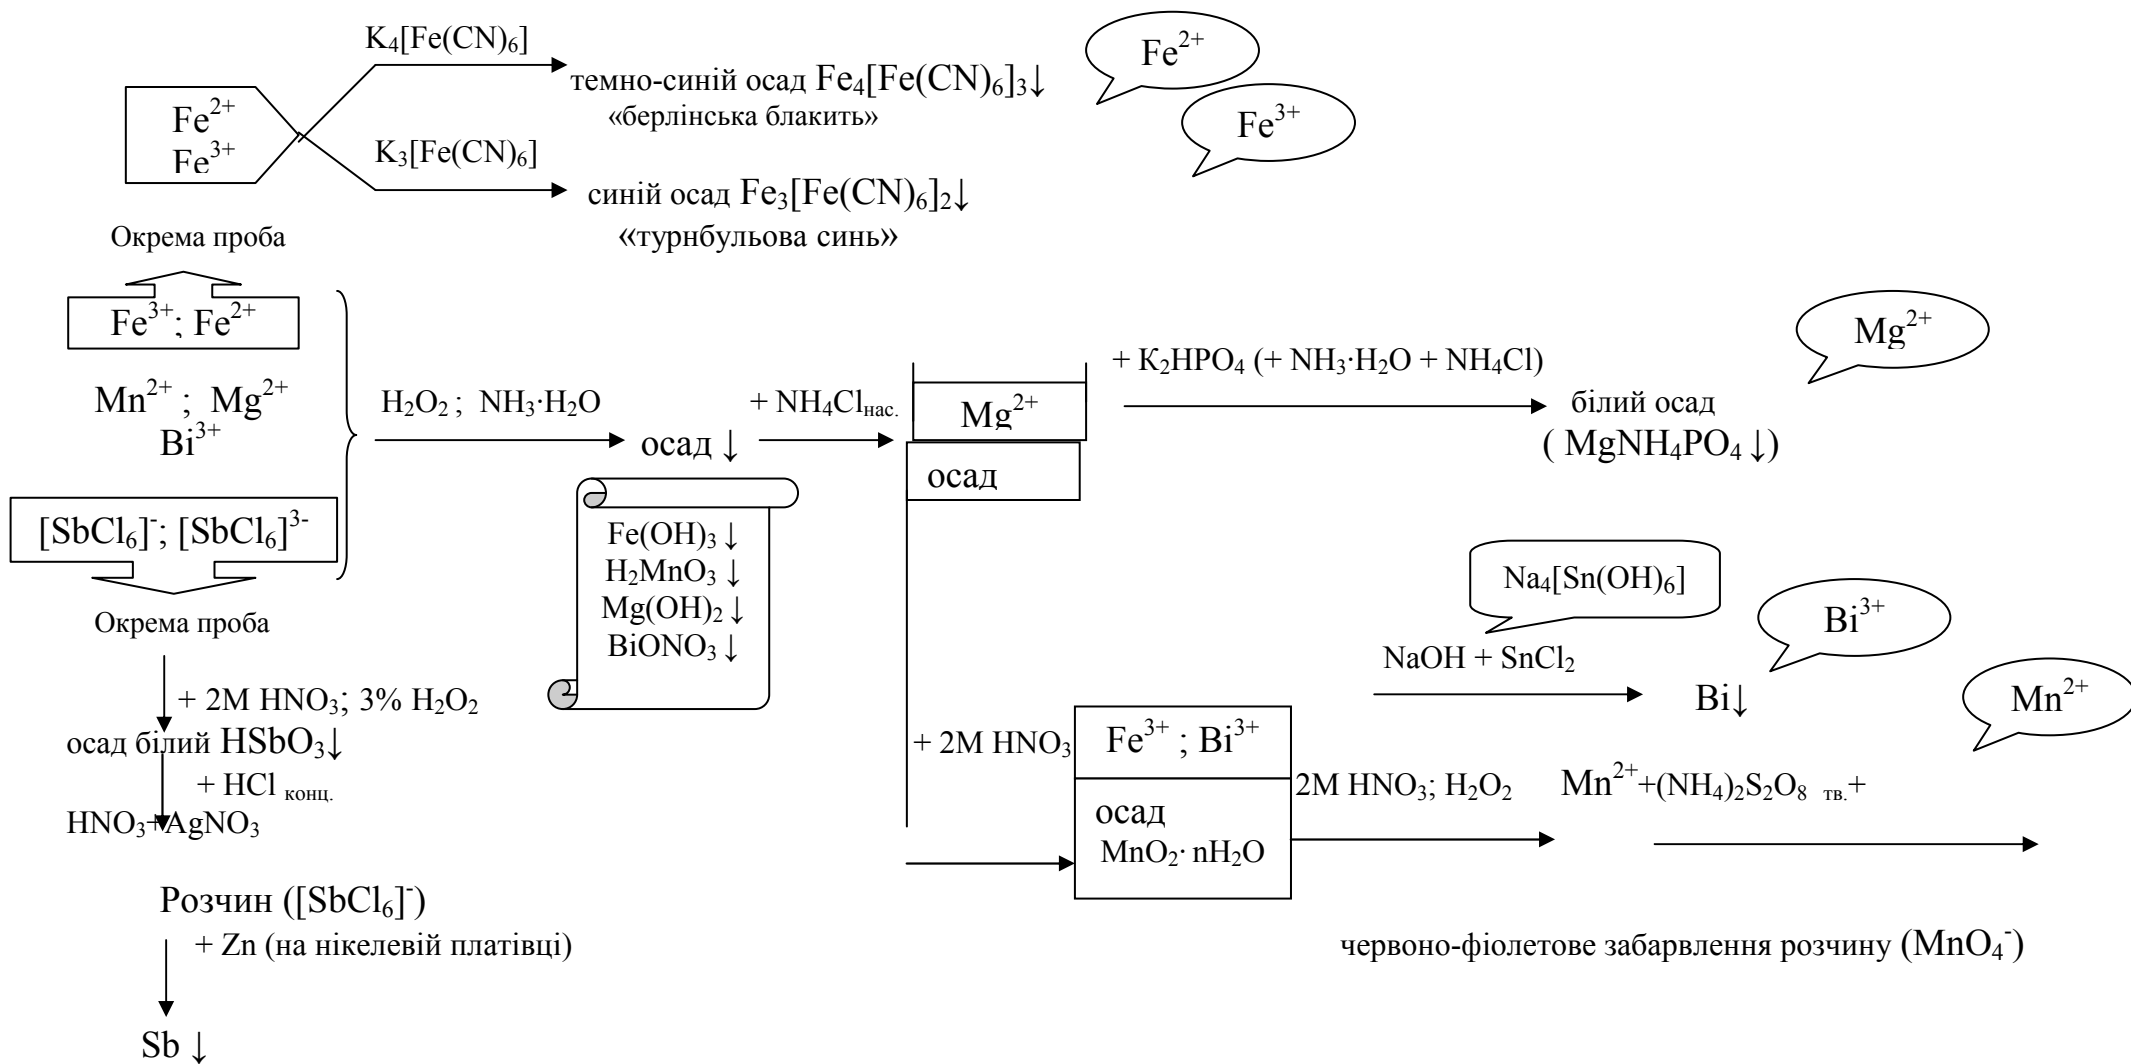 K₄[Fe(CN)₆]
темно-синій осад Fe₄[Fe(CN)₆]₃↓
«берлінська блакить»
Fe²⁺
Fe³⁺
Fe²⁺
Fe³⁺
K₃[Fe(CN)₆]
синій осад Fe₃[Fe(CN)₆]₂↓
«турнбульова синь»
Окрема проба
Fe³⁺; Fe²⁺
Mn²⁺ ; Mg²⁺
Bi³⁺
[SbCl₆]⁻; [SbCl₆]³⁻
Окрема проба
+ 2M HNO₃; 3% H₂O₂
осад білий HSbO₃↓
+ HCl конц.
HNO₃+AgNO₃
Розчин ([SbCl₆]⁻)
+ Zn (на нікелевій платівці)
Sb ↓
H₂O₂ ; NH₃·H₂O
осад ↓
Fe(OH)₃ ↓
H₂MnO₃ ↓
Mg(OH)₂ ↓
BiONO₃ ↓
+ NH₄Clнас.
Mg²⁺
осад
+ K₂HPO₄ (+ NH₃·H₂O + NH₄Cl)
Mg²⁺
білий осад
( MgNH₄PO₄ ↓)
+ 2M HNO₃
Fe³⁺ ; Bi³⁺
осад
MnO₂· nH₂O
Na₄[Sn(OH)₆]
NaOH + SnCl₂
Bi³⁺
Bi↓
Mn²⁺
2M HNO₃; H₂O₂
Mn²⁺+(NH₄)₂S₂O₈ тв.+
червоно-фіолетове забарвлення розчину (MnO₄⁻)